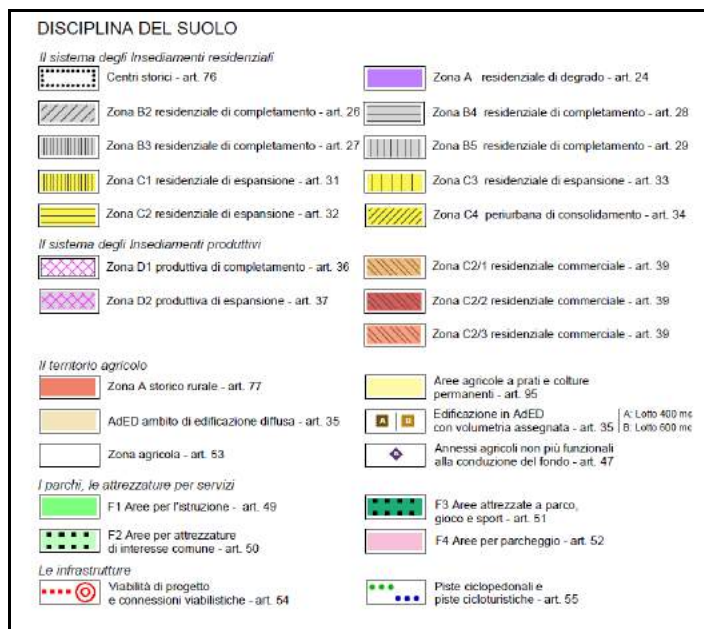 DISCIPLINA DEL SUOLO
Il sistema degli Insediamenti residenziali
Centri storici - art. 76
Zona A residenziale di degrado - art. 24
Zona B2 residenziale di completamento - art. 26
Zona B4 residenziale di completamento - art. 28
Zona B3 residenziale di completamento - art. 27
Zona B5 residenziale di completamento - art. 29
Zona C1 residenziale di espansione - art. 31
Zona C3 residenziale di espansione - art. 33
Zona C2 residenziale di espansione - art. 32
Zona C4 periurbana di consolidamento - art. 34
Il sistema degli Insediamenti produttivi
Zona D1 produttiva di completamento - art. 36
Zona C2/1 residenziale commerciale - art. 39
Zona D2 produttiva di espansione - art. 37
Zona C2/2 residenziale commerciale - art. 39
Zona C2/3 residenziale commerciale - art. 39
Il territorio agricolo
Zona A storico rurale - art. 77
Aree agricole a prati e colture
permanenti - art. 95
AdED ambito di edificazione diffusa - art. 35
A B
Edificazione in AdED
con volumetria assegnata - art. 35
A: Lotto 400 mc
B: Lotto 600 mc
Zona agricola - art. 53
Annessi agricoli non più funzionali
alla conduzione del fondo - art. 47
I parchi, le attrezzature per servizi
F1 Aree per l'istruzione - art. 49
F3 Aree attrezzate a parco,
gioco e sport - art. 51
F2 Aree per attrezzature
di interesse comune - art. 50
F4 Aree per parcheggio - art. 52
Le infrastrutture
Viabilità di progetto
e connessioni viabilistiche - art. 54
Piste ciclopedonali e
piste cicloturistiche - art. 55